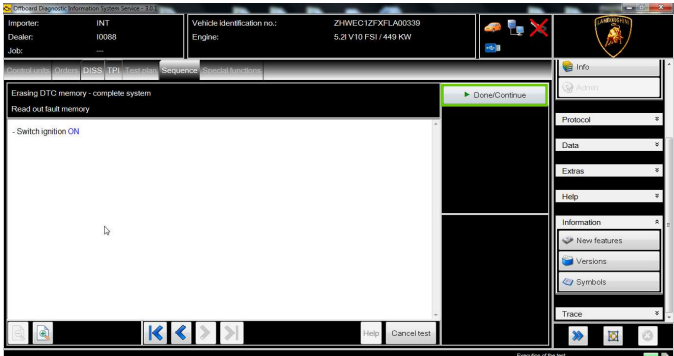 Offboard Diagnostic Information System Service - 3.0.1
Importer: INT
Dealer: I0088
Job: ---
Vehicle identification no.: ZHWEC1ZFXFLA00339
Engine: 5.2l V10 FSI / 449 KW
LAMBORGHINI
Control units Orders DISS TPI Test plan Sequence Special functions
Erasing DTC memory - complete system
Read out fault memory
Done/Continue
- Switch ignition ON
Help
Cancel test
Info
Admin
Protocol
Data
Extras
Help
Information
New features
Versions
Symbols
Trace
Execution of the test